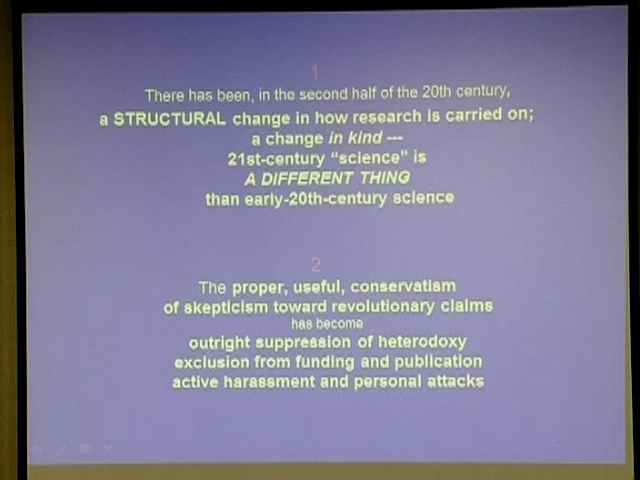 1
There has been, in the second half of the 20th century,
a STRUCTURAL change in how research is carried on;
a change in kind ---
21st-century “science” is
A DIFFERENT THING
than early-20th-century science
2
The proper, useful, conservatism
of skepticism toward revolutionary claims
has become
outright suppression of heterodoxy
exclusion from funding and publication
active harassment and personal attacks